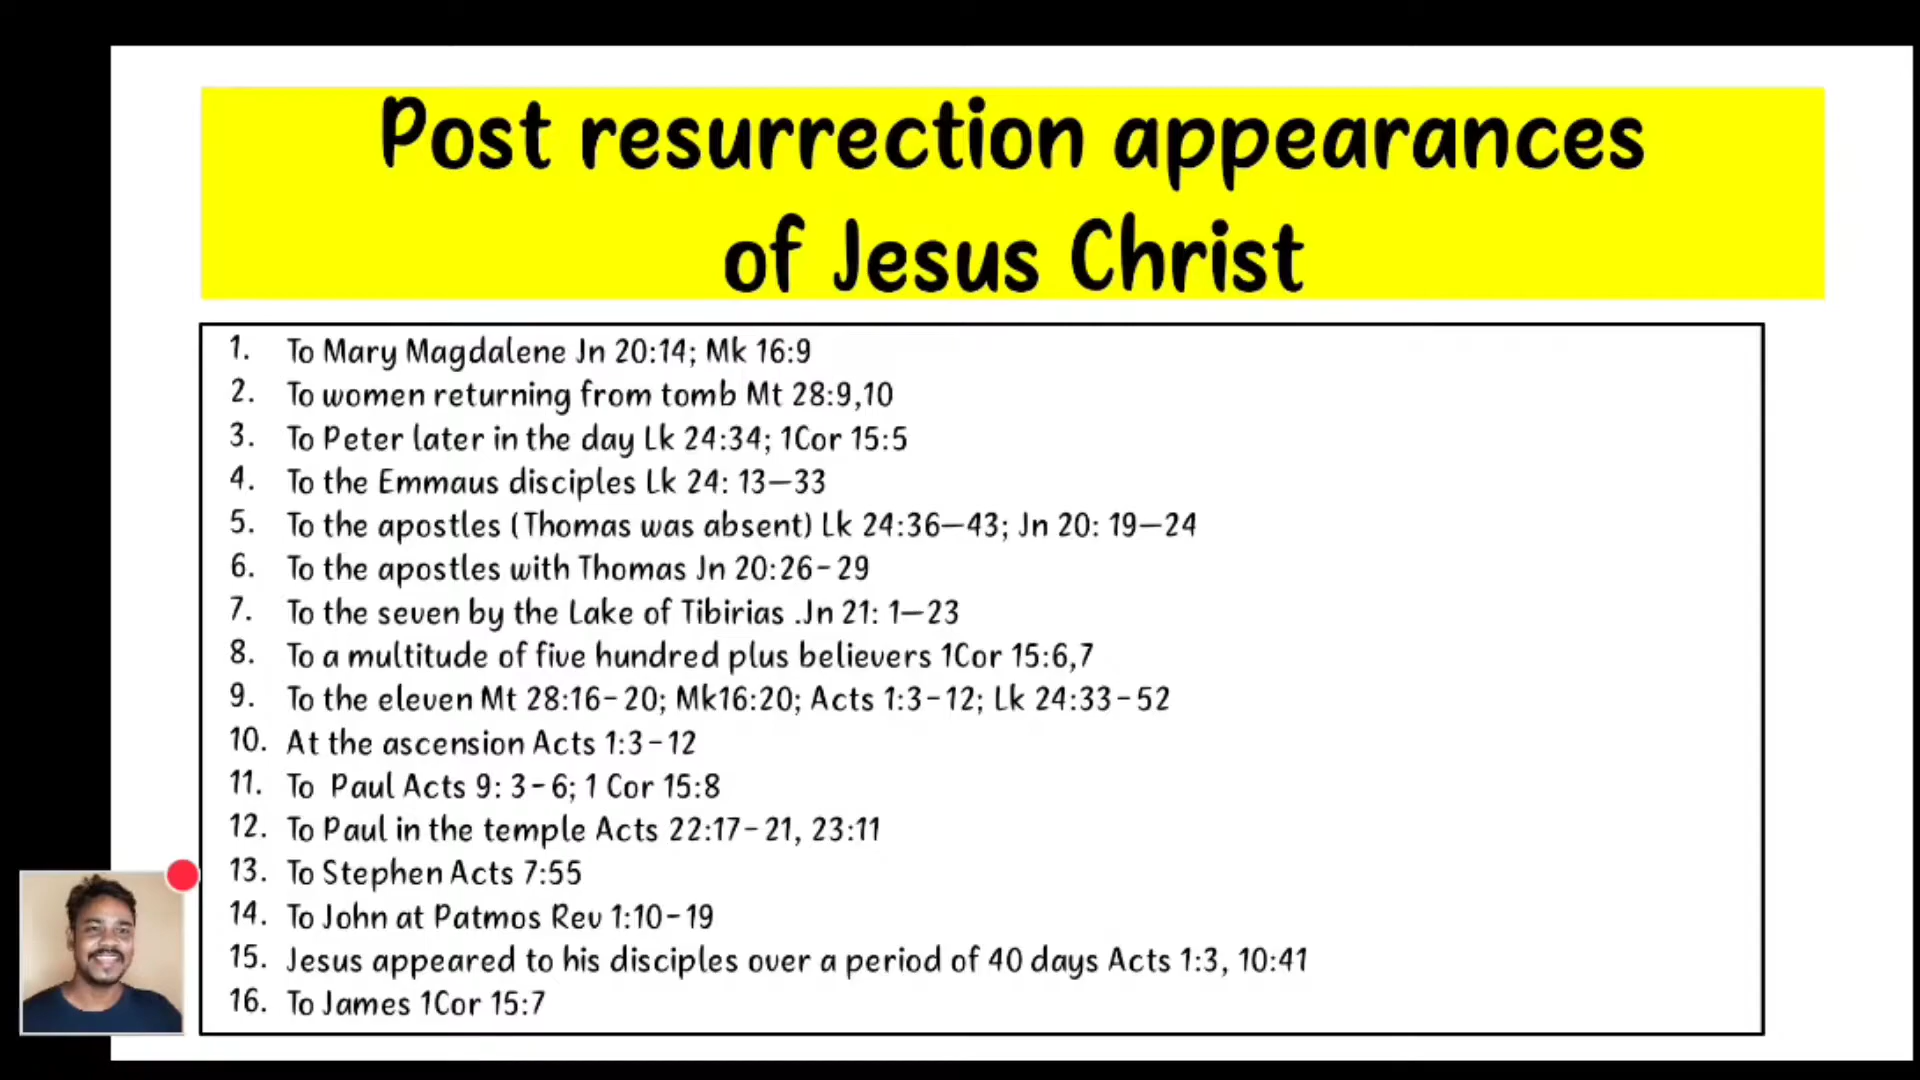 Post resurrection appearances
of Jesus Christ
1. To Mary Magdalene Jn 20:14; Mk 16:9
2. To women returning from tomb Mt 28:9,10
3. To Peter later in the day Lk 24:34; 1Cor 15:5
4. To the Emmaus disciples Lk 24: 13—33
5. To the apostles (Thomas was absent) Lk 24:36—43; Jn 20: 19—24
6. To the apostles with Thomas Jn 20:26-29
7. To the seven by the Lake of Tibirias .Jn 21: 1—23
8. To a multitude of five hundred plus believers 1Cor 15:6,7
9. To the eleven Mt 28:16-20; Mk16:20; Acts 1:3-12; Lk 24:33-52
10. At the ascension Acts 1:3-12
11. To Paul Acts 9: 3-6; 1 Cor 15:8
12. To Paul in the temple Acts 22:17-21, 23:11
13. To Stephen Acts 7:55
14. To John at Patmos Rev 1:10-19
15. Jesus appeared to his disciples over a period of 40 days Acts 1:3, 10:41
16. To James 1Cor 15:7